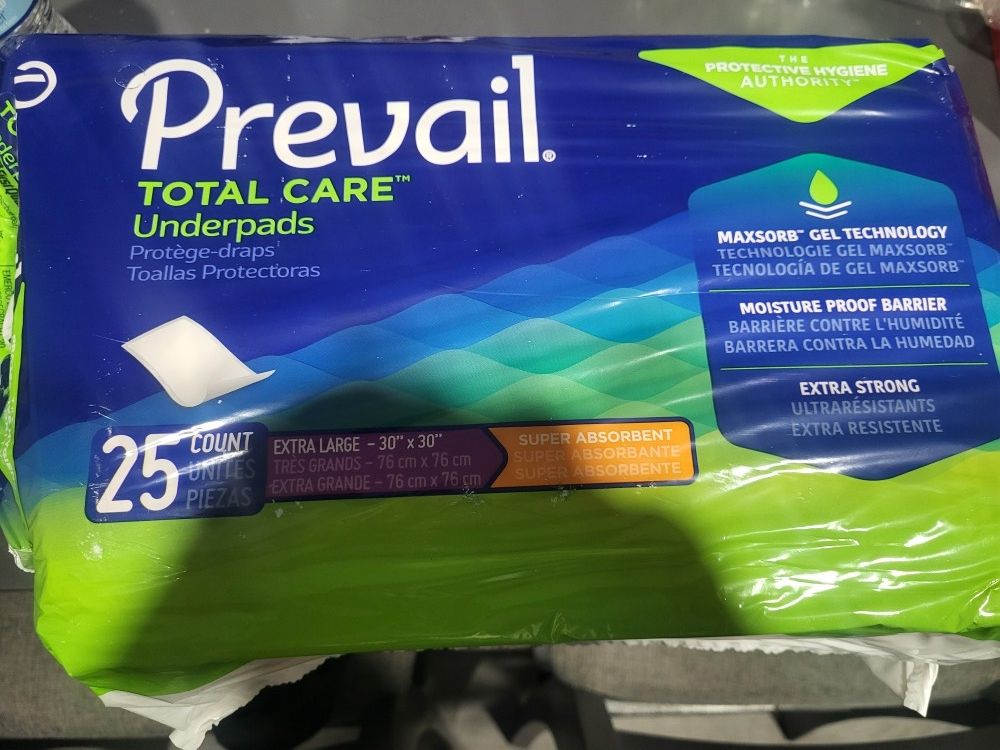 Prevail®
TOTAL CARE™
Underpads
Protège-draps
Toallas Protectoras
THE
PROTECTIVE HYGIENE
AUTHORITY™
MAXSORB™ GEL TECHNOLOGY
TECHNOLOGIE GEL MAXSORB™
TECNOLOGÍA DE GEL MAXSORB™
MOISTURE PROOF BARRIER
BARRIÈRE CONTRE L'HUMIDITÉ
BARRERA CONTRA LA HUMEDAD
EXTRA STRONG
ULTRARÉSISTANTS
EXTRA RESISTENTE
25 COUNT
UNITÉS
PIEZAS
EXTRA LARGE – 30" x 30"
TRÈS GRANDS – 76 cm x 76 cm
EXTRA GRANDE – 76 cm x 76 cm
SUPER ABSORBENT
SUPER ABSORBANTE
SUPER ABSORBENTE